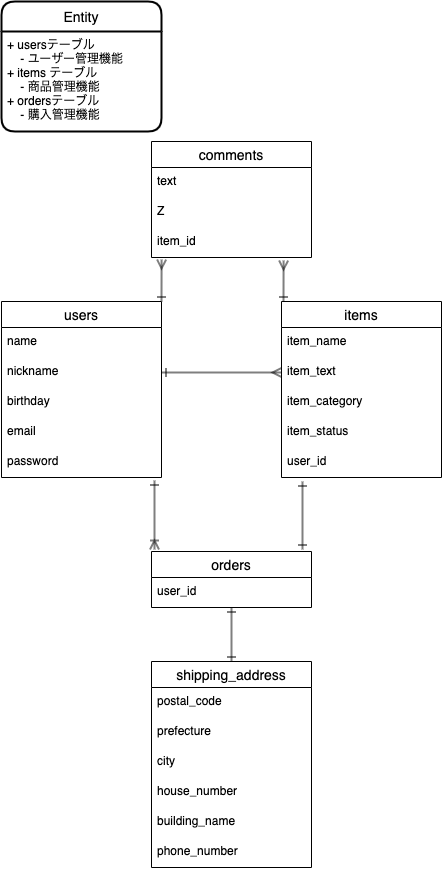 Entity
+ usersテーブル
- ユーザー管理機能
+ items テーブル
- 商品管理機能
+ ordersテーブル
- 購入管理機能
comments
text
Z
item_id
users
name
nickname
birthday
email
password
items
item_name
item_text
item_category
item_status
user_id
orders
user_id
shipping_address
postal_code
prefecture
city
house_number
building_name
phone_number